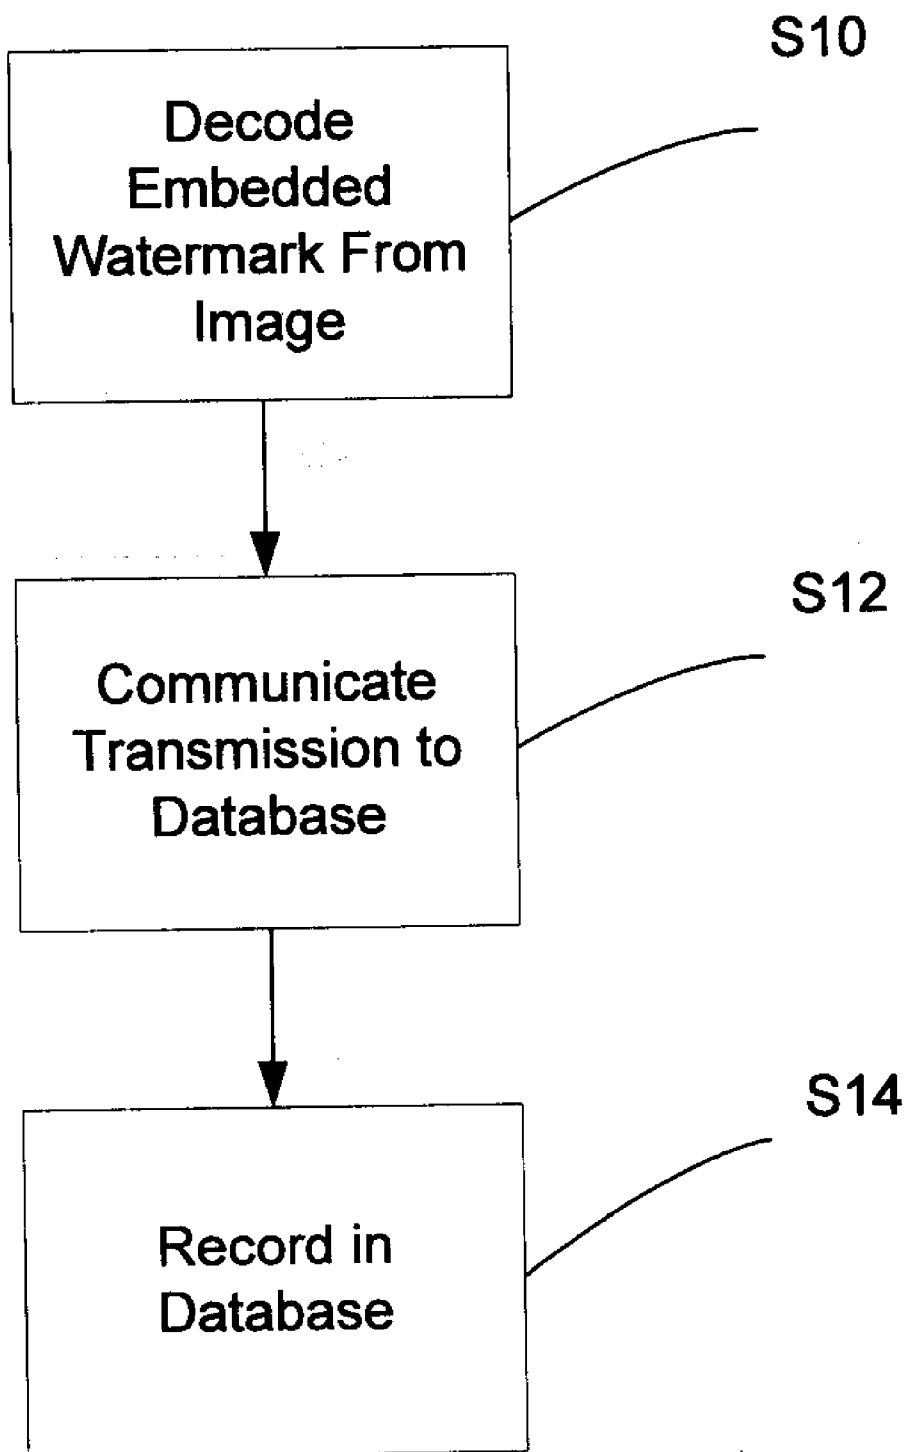 S10
Decode
Embedded
Watermark From
Image
S12
Communicate
Transmission to
Database
S14
Record in
Database